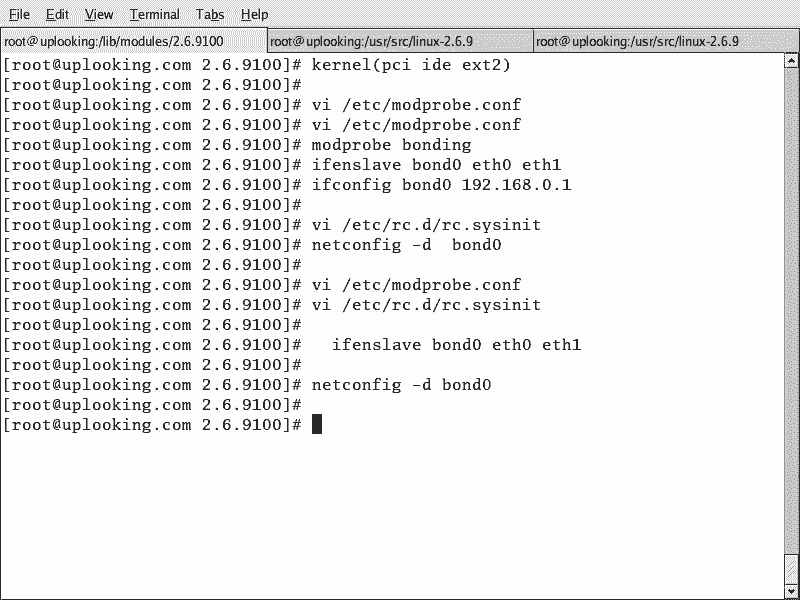 File Edit View Terminal Tabs Help
root@uplooking:/lib/modules/2.6.9100 root@uplooking:/usr/src/linux-2.6.9 root@uplooking:/usr/src/linux-2.6.9
[root@uplooking.com 2.6.9100]# kernel(pci ide ext2)
[root@uplooking.com 2.6.9100]#
[root@uplooking.com 2.6.9100]# vi /etc/modprobe.conf
[root@uplooking.com 2.6.9100]# vi /etc/modprobe.conf
[root@uplooking.com 2.6.9100]# modprobe bonding
[root@uplooking.com 2.6.9100]# ifenslave bond0 eth0 eth1
[root@uplooking.com 2.6.9100]# ifconfig bond0 192.168.0.1
[root@uplooking.com 2.6.9100]#
[root@uplooking.com 2.6.9100]# vi /etc/rc.d/rc.sysinit
[root@uplooking.com 2.6.9100]# netconfig -d  bond0
[root@uplooking.com 2.6.9100]#
[root@uplooking.com 2.6.9100]# vi /etc/modprobe.conf
[root@uplooking.com 2.6.9100]# vi /etc/rc.d/rc.sysinit
[root@uplooking.com 2.6.9100]#
[root@uplooking.com 2.6.9100]#   ifenslave bond0 eth0 eth1
[root@uplooking.com 2.6.9100]#
[root@uplooking.com 2.6.9100]# netconfig -d bond0
[root@uplooking.com 2.6.9100]#
[root@uplooking.com 2.6.9100]#